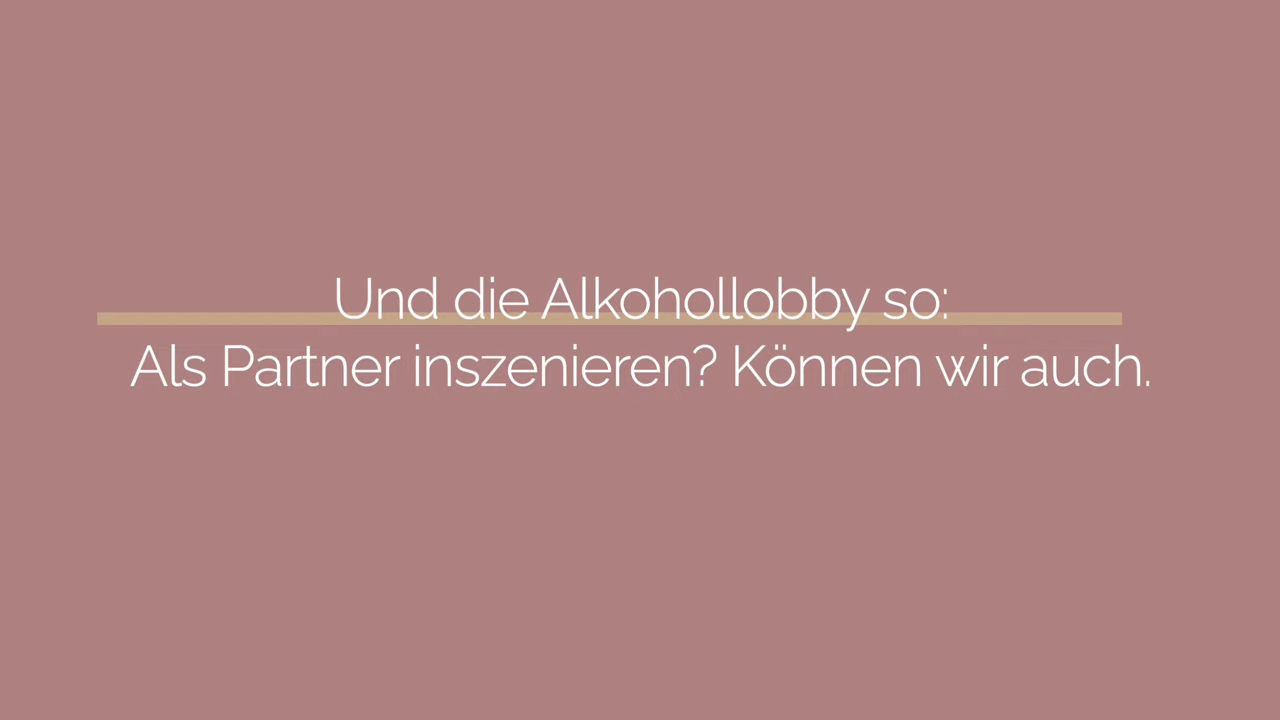 Und die Alkohollobby so:
Als Partner inszenieren? Können wir auch.